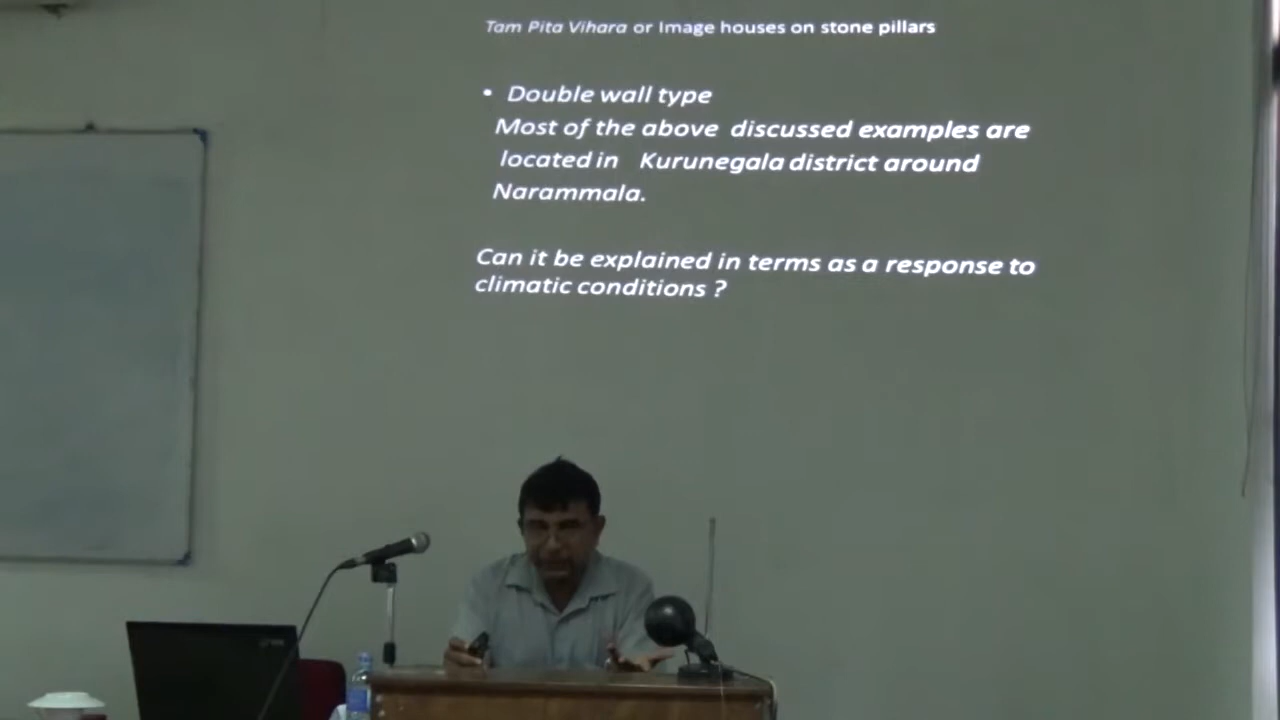 Tam Pita Vihara or Image houses on stone pillars
• Double wall type
Most of the above discussed examples are
located in Kurunegala district around
Narammala.
Can it be explained in terms as a response to
climatic conditions ?